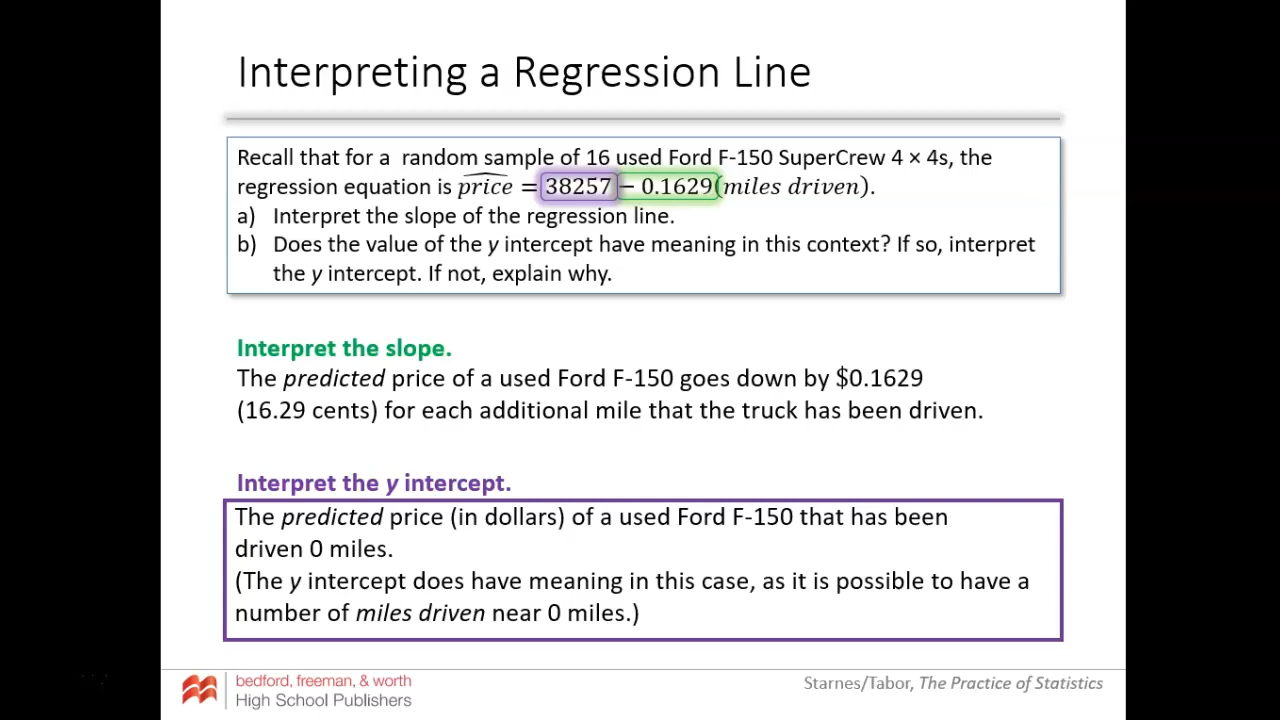 Interpreting a Regression Line
Recall that for a random sample of 16 used Ford F-150 SuperCrew 4 × 4s, the
regression equation is \widehat{price} = 38257 − 0.1629(miles driven).
a) Interpret the slope of the regression line.
b) Does the value of the y intercept have meaning in this context? If so, interpret
the y intercept. If not, explain why.
Interpret the slope.
The predicted price of a used Ford F-150 goes down by $0.1629
(16.29 cents) for each additional mile that the truck has been driven.
Interpret the y intercept.
The predicted price (in dollars) of a used Ford F-150 that has been
driven 0 miles.
(The y intercept does have meaning in this case, as it is possible to have a
number of miles driven near 0 miles.)
bedford, freeman, & worth
High School Publishers
Starnes/Tabor, The Practice of Statistics